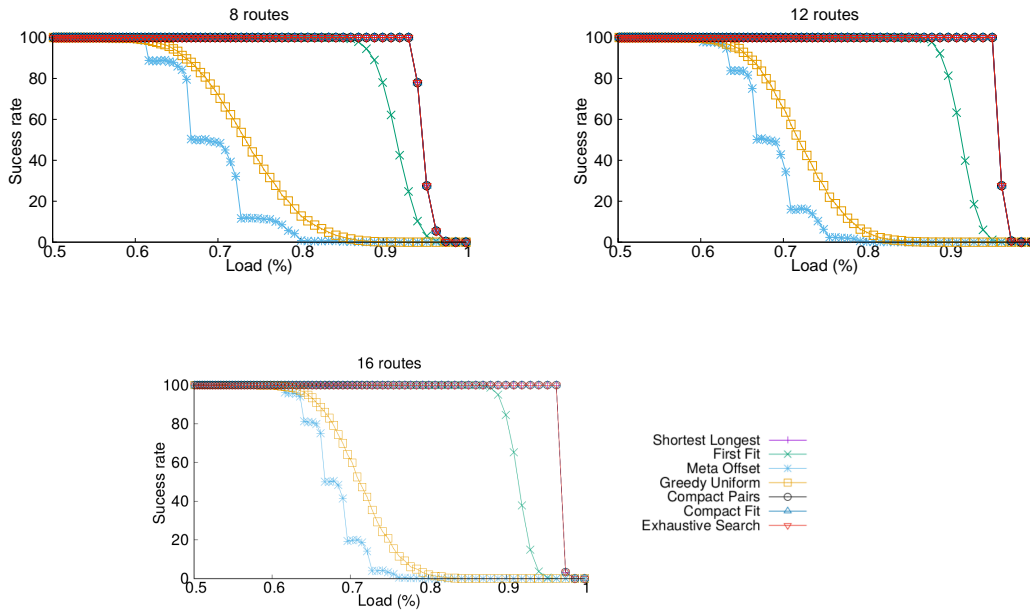 8 routes
100
80
60
40
20
0
Sucess rate
0.5 0.6 0.7 0.8 0.9 1
Load (%)
12 routes
100
80
60
40
20
0
Sucess rate
0.5 0.6 0.7 0.8 0.9
Load (%)
16 routes
100
80
60
40
20
0
Success rate
0.5 0.6 0.7 0.8 0.9 1
Load (%)
Shortest Longest
First Fit
Meta Offset
Greedy Uniform
Compact Pairs
Compact Fit
Exhaustive Search